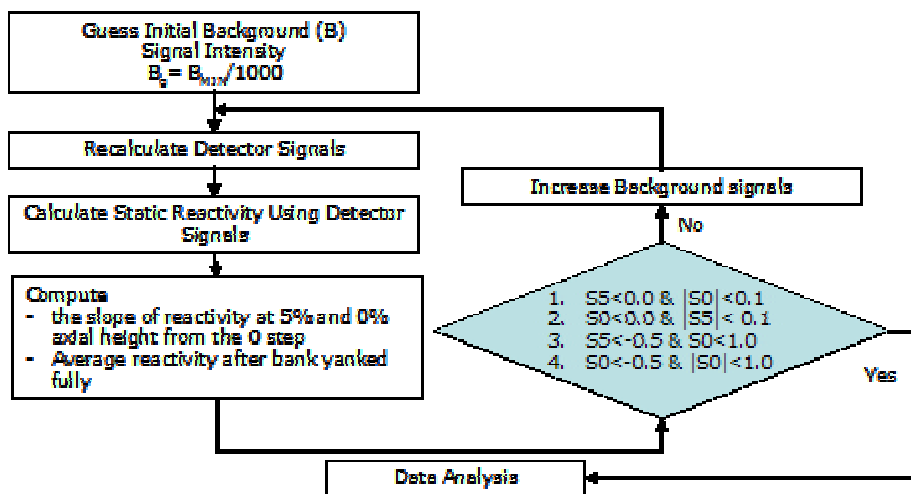 Guess Initial Background (B)
Signal Intensity
Bg = BMIN/1000
Recalculate Detector Signals
Calculate Static Reactivity Using Detector
Signals
Compute
- the slope of reactivity at 5% and 0%
axial height from the 0 step
- Average reactivity after bank yanked
fully
Increase Background signals
No
1. S5<0.0 & |S0|<0.1
2. S0<0.0 & |S5|< 0.1
3. S5<-0.5 & S0<1.0
4. S0<-0.5 & |S0|<1.0
Yes
Data Analysis